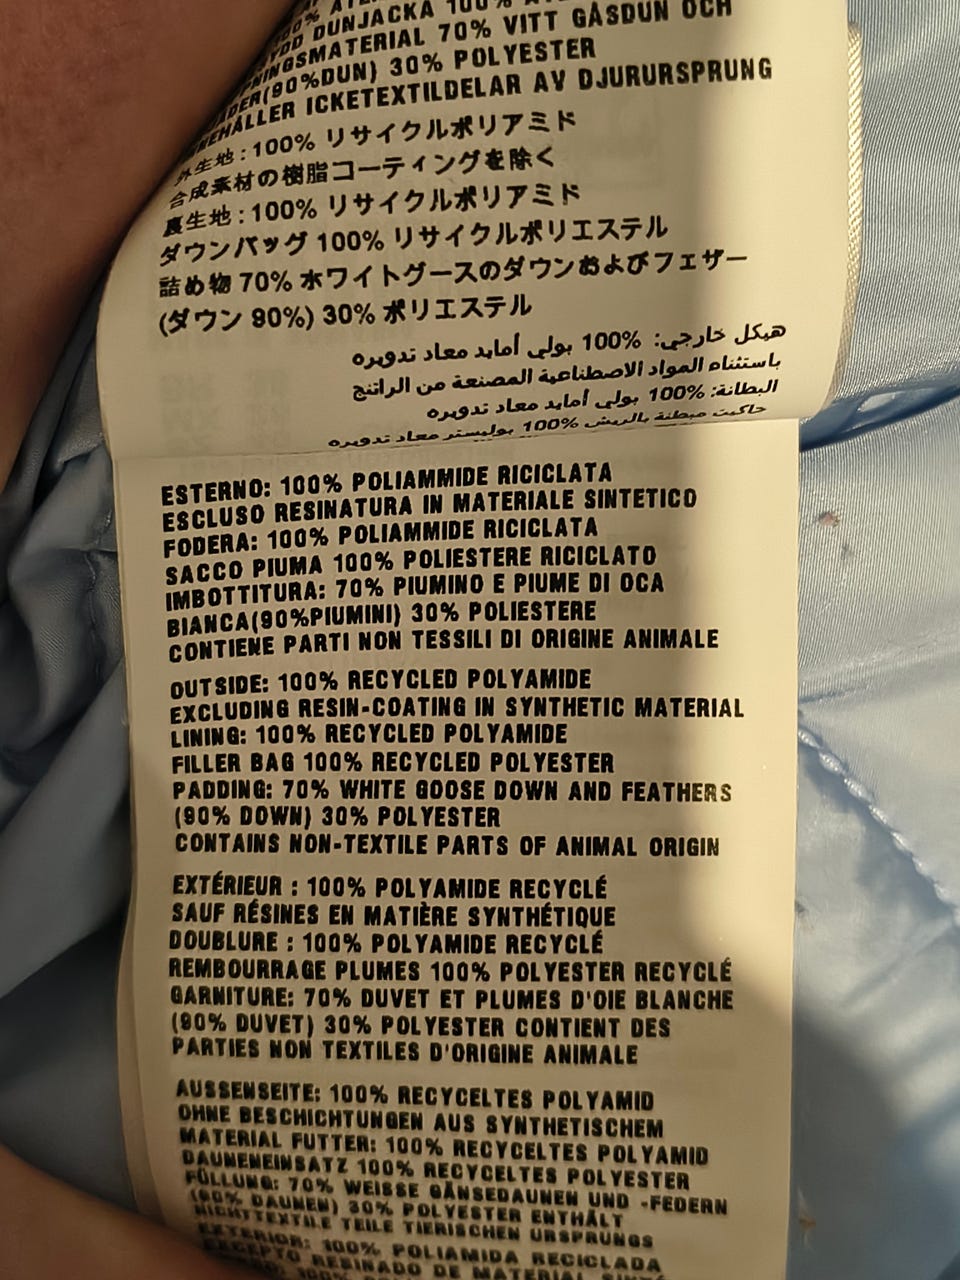 DUNJACKA 100%
70% VITT GÅSDUN OCH
(90%DUN) 30% POLYESTER
ICKETEXTILDELAR AV DJURURSPRUNG
外生地 : 100% リサイクルポリアミド
合成素材の樹脂コーティングを除く
裏生地 : 100% リサイクルポリアミド
ダウンバッグ 100% リサイクルポリエステル
詰め物 70% ホワイトグースのダウンおよびフェザー
(ダウン 90%) 30% ポリエステル
هيكل خارجي: %100 بولي أمايد معاد تدويره
باستثناء المواد الاصطناعية المصنعة من الراتنج
البطانة: %100 بولي أمايد معاد تدويره
جاكيت مبطنة بالريش %100 بوليستر معاد تدويره
ESTERNO: 100% POLIAMMIDE RICICLATA
ESCLUSO RESINATURA IN MATERIALE SINTETICO
FODERA: 100% POLIAMMIDE RICICLATA
SACCO PIUMA 100% POLIESTERE RICICLATO
IMBOTTITURA: 70% PIUMINO E PIUME DI OCA
BIANCA(90%PIUMINI) 30% POLIESTERE
CONTIENE PARTI NON TESSILI DI ORIGINE ANIMALE
OUTSIDE: 100% RECYCLED POLYAMIDE
EXCLUDING RESIN-COATING IN SYNTHETIC MATERIAL
LINING: 100% RECYCLED POLYAMIDE
FILLER BAG 100% RECYCLED POLYESTER
PADDING: 70% WHITE GOOSE DOWN AND FEATHERS
(90% DOWN) 30% POLYESTER
CONTAINS NON-TEXTILE PARTS OF ANIMAL ORIGIN
EXTÉRIEUR : 100% POLYAMIDE RECYCLÉ
SAUF RÉSINES EN MATIÈRE SYNTHÉTIQUE
DOUBLURE : 100% POLYAMIDE RECYCLÉ
REMBOURRAGE PLUMES 100% POLYESTER RECYCLÉ
GARNITURE: 70% DUVET ET PLUMES D'OIE BLANCHE
(90% DUVET) 30% POLYESTER CONTIENT DES
PARTIES NON TEXTILES D'ORIGINE ANIMALE
AUSSENSEITE: 100% RECYCELTES POLYAMID
OHNE BESCHICHTUNGEN AUS SYNTHETISCHEM
MATERIAL FUTTER: 100% RECYCELTES POLYAMID
DAUNENEINSATZ 100% RECYCELTES POLYESTER
FÜLLUNG: 70% WEISSE GÄNSEDAUNEN UND -FEDERN
(90% DAUNEN) 30% POLYESTER ENTHÄLT
NICHTTEXTILE TEILE TIERISCHEN URSPRUNGS
EXTERIOR: 100% POLIAMIDA RECICLADA
EXCEPTO RESINADO DE MATERIAL